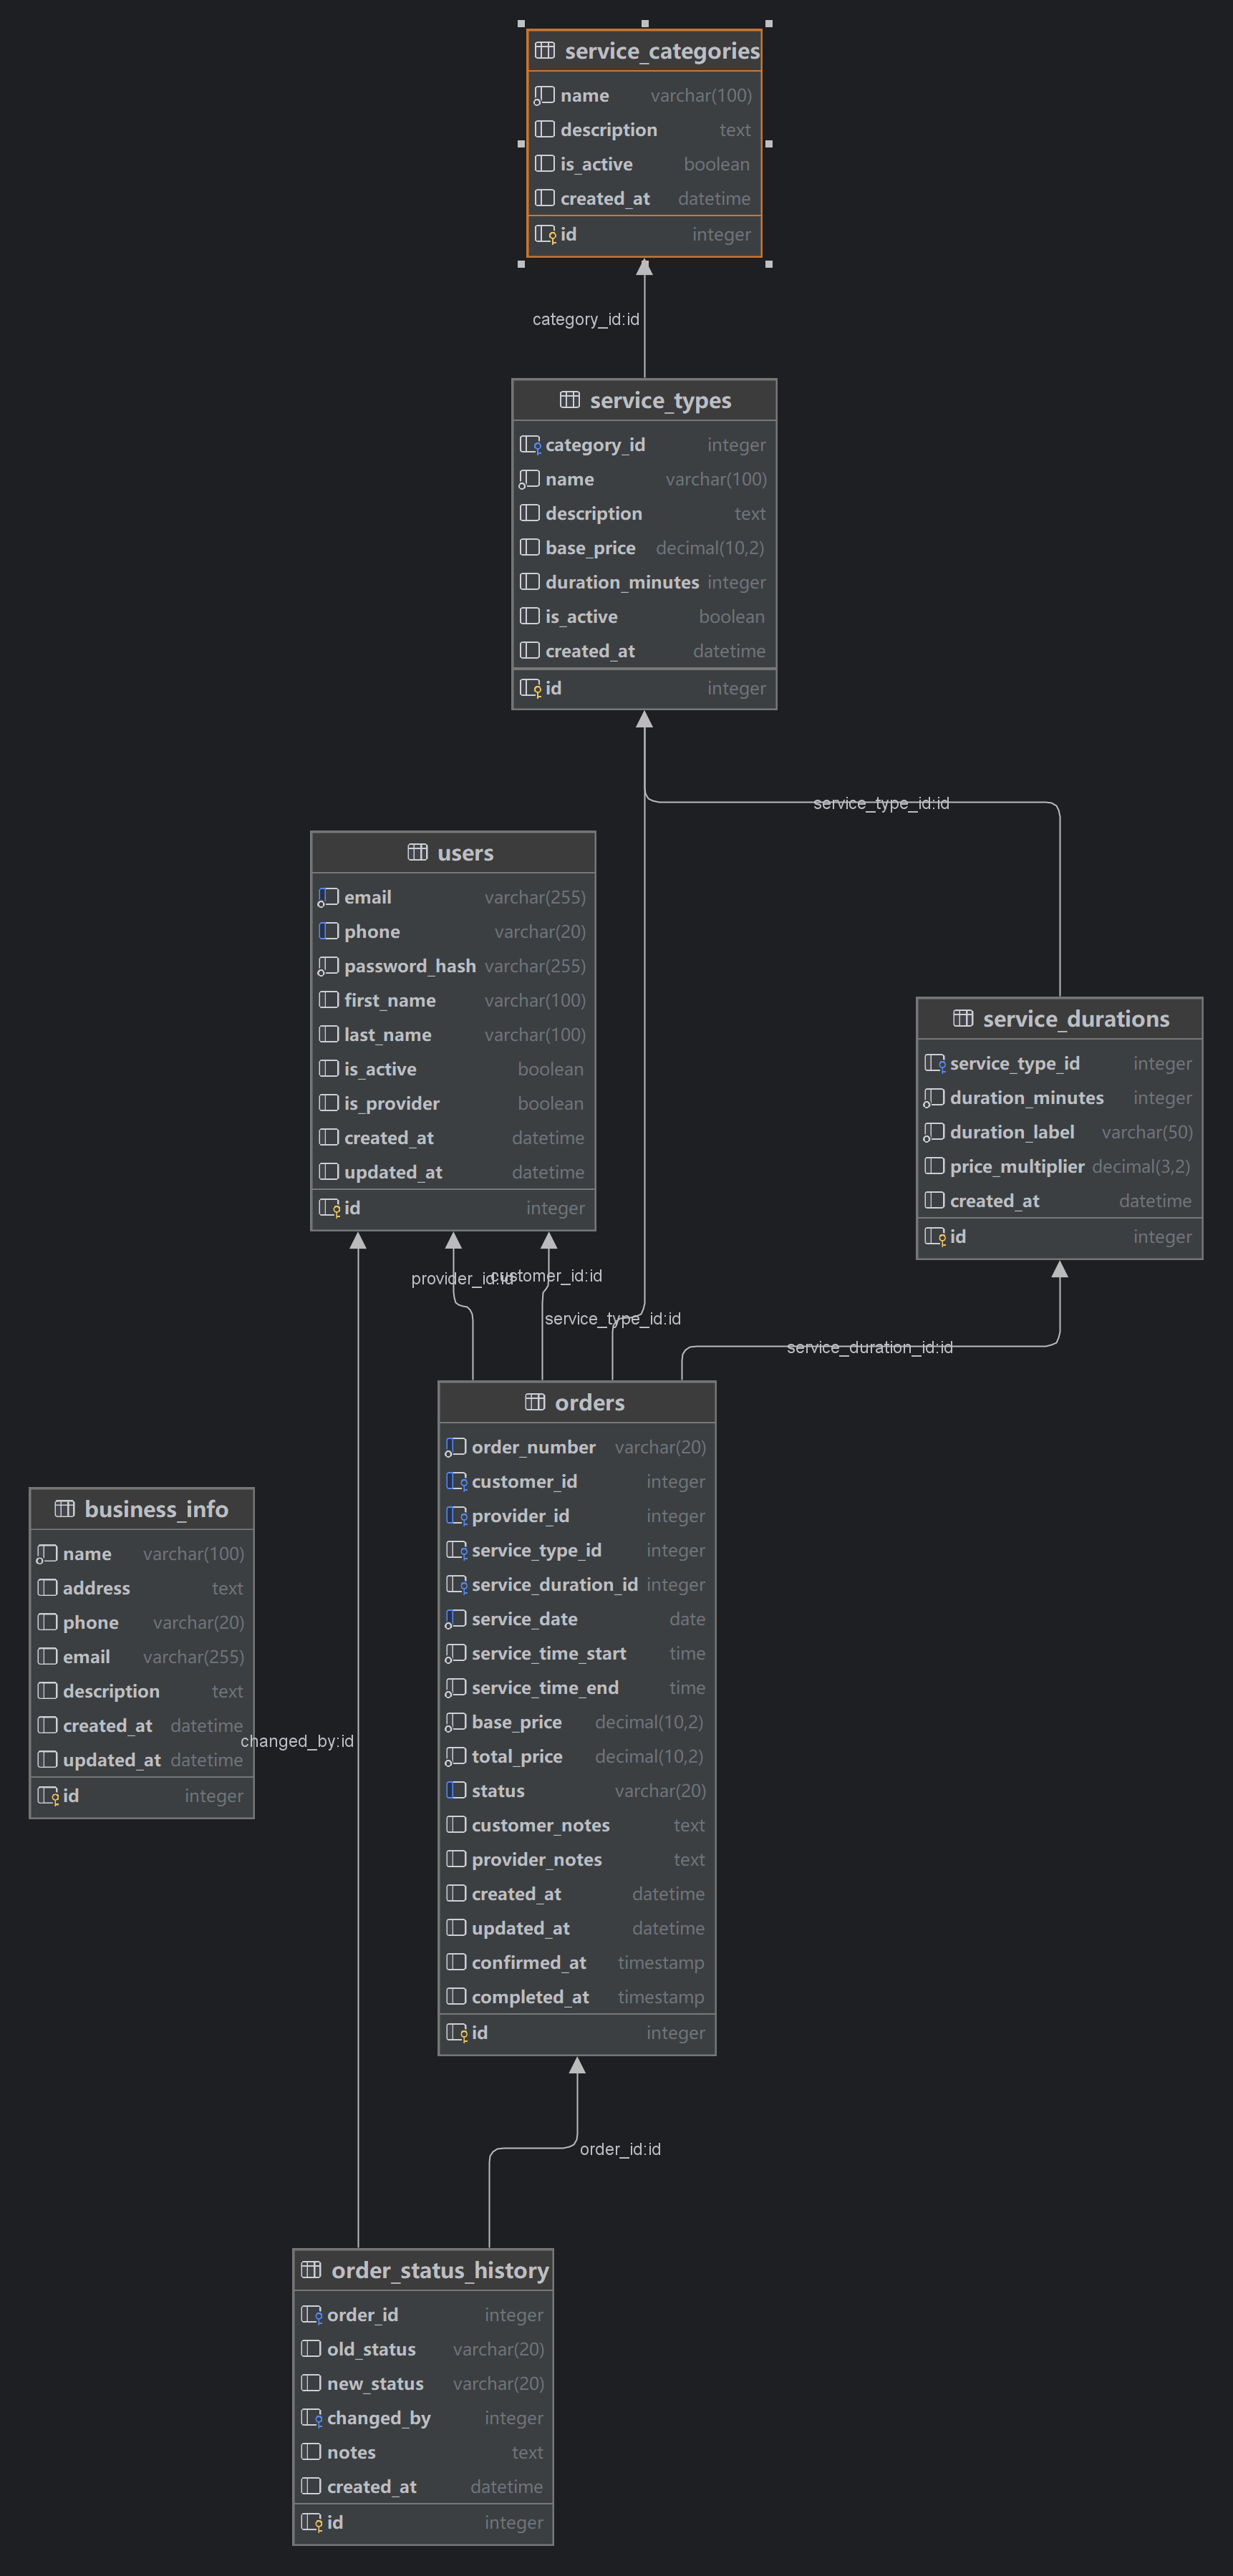 service_categories
name varchar(100)
description text
is_active boolean
created_at datetime
id integer
category_id:id
service_types
category_id integer
name varchar(100)
description text
base_price decimal(10,2)
duration_minutes integer
is_active boolean
created_at datetime
id integer
service_type_id:id
users
email varchar(255)
phone varchar(20)
password_hash varchar(255)
first_name varchar(100)
last_name varchar(100)
is_active boolean
is_provider boolean
created_at datetime
updated_at datetime
id integer
service_durations
service_type_id integer
duration_minutes integer
duration_label varchar(50)
price_multiplier decimal(3,2)
created_at datetime
id integer
provider_id:id
customer_id:id
service_type_id:id
service_duration_id:id
orders
order_number varchar(20)
customer_id integer
provider_id integer
service_type_id integer
service_duration_id integer
service_date date
service_time_start time
service_time_end time
base_price decimal(10,2)
total_price decimal(10,2)
status varchar(20)
customer_notes text
provider_notes text
created_at datetime
updated_at datetime
confirmed_at timestamp
completed_at timestamp
id integer
business_info
name varchar(100)
address text
phone varchar(20)
email varchar(255)
description text
created_at datetime
updated_at datetime
id integer
changed_by:id
order_id:id
order_status_history
order_id integer
old_status varchar(20)
new_status varchar(20)
changed_by integer
notes text
created_at datetime
id integer